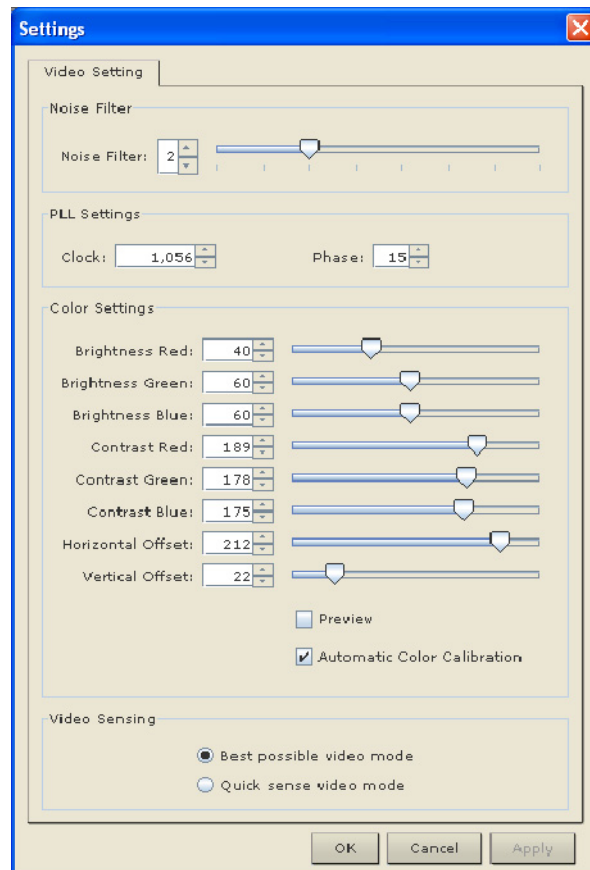 Settings
Video Setting
Noise Filter
Noise Filter: 2
PLL Settings
Clock: 1,056 Phase: 15
Color Settings
Brightness Red: 40
Brightness Green: 60
Brightness Blue: 60
Contrast Red: 189
Contrast Green: 178
Contrast Blue: 175
Horizontal Offset: 212
Vertical Offset: 22
Preview
Automatic Color Calibration
Video Sensing
Best possible video mode
Quick sense video mode
OK Cancel Apply